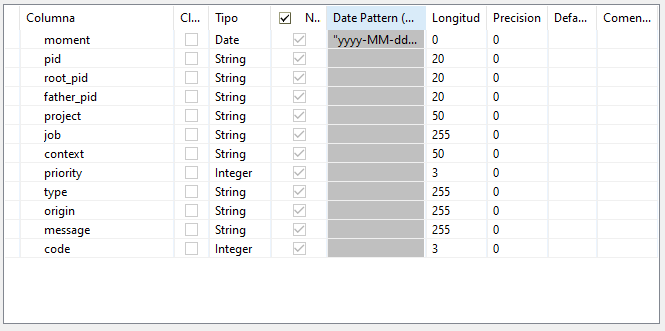 Columna Cl... Tipo N.. Date Pattern (... Longitud Precision Defa... Comen...
moment Date "yyyy-MM-dd... 0 0
pid String 20 0
root_pid String 20 0
father_pid String 20 0
project String 50 0
job String 255 0
context String 50 0
priority Integer 3 0
type String 255 0
origin String 255 0
message String 255 0
code Integer 3 0